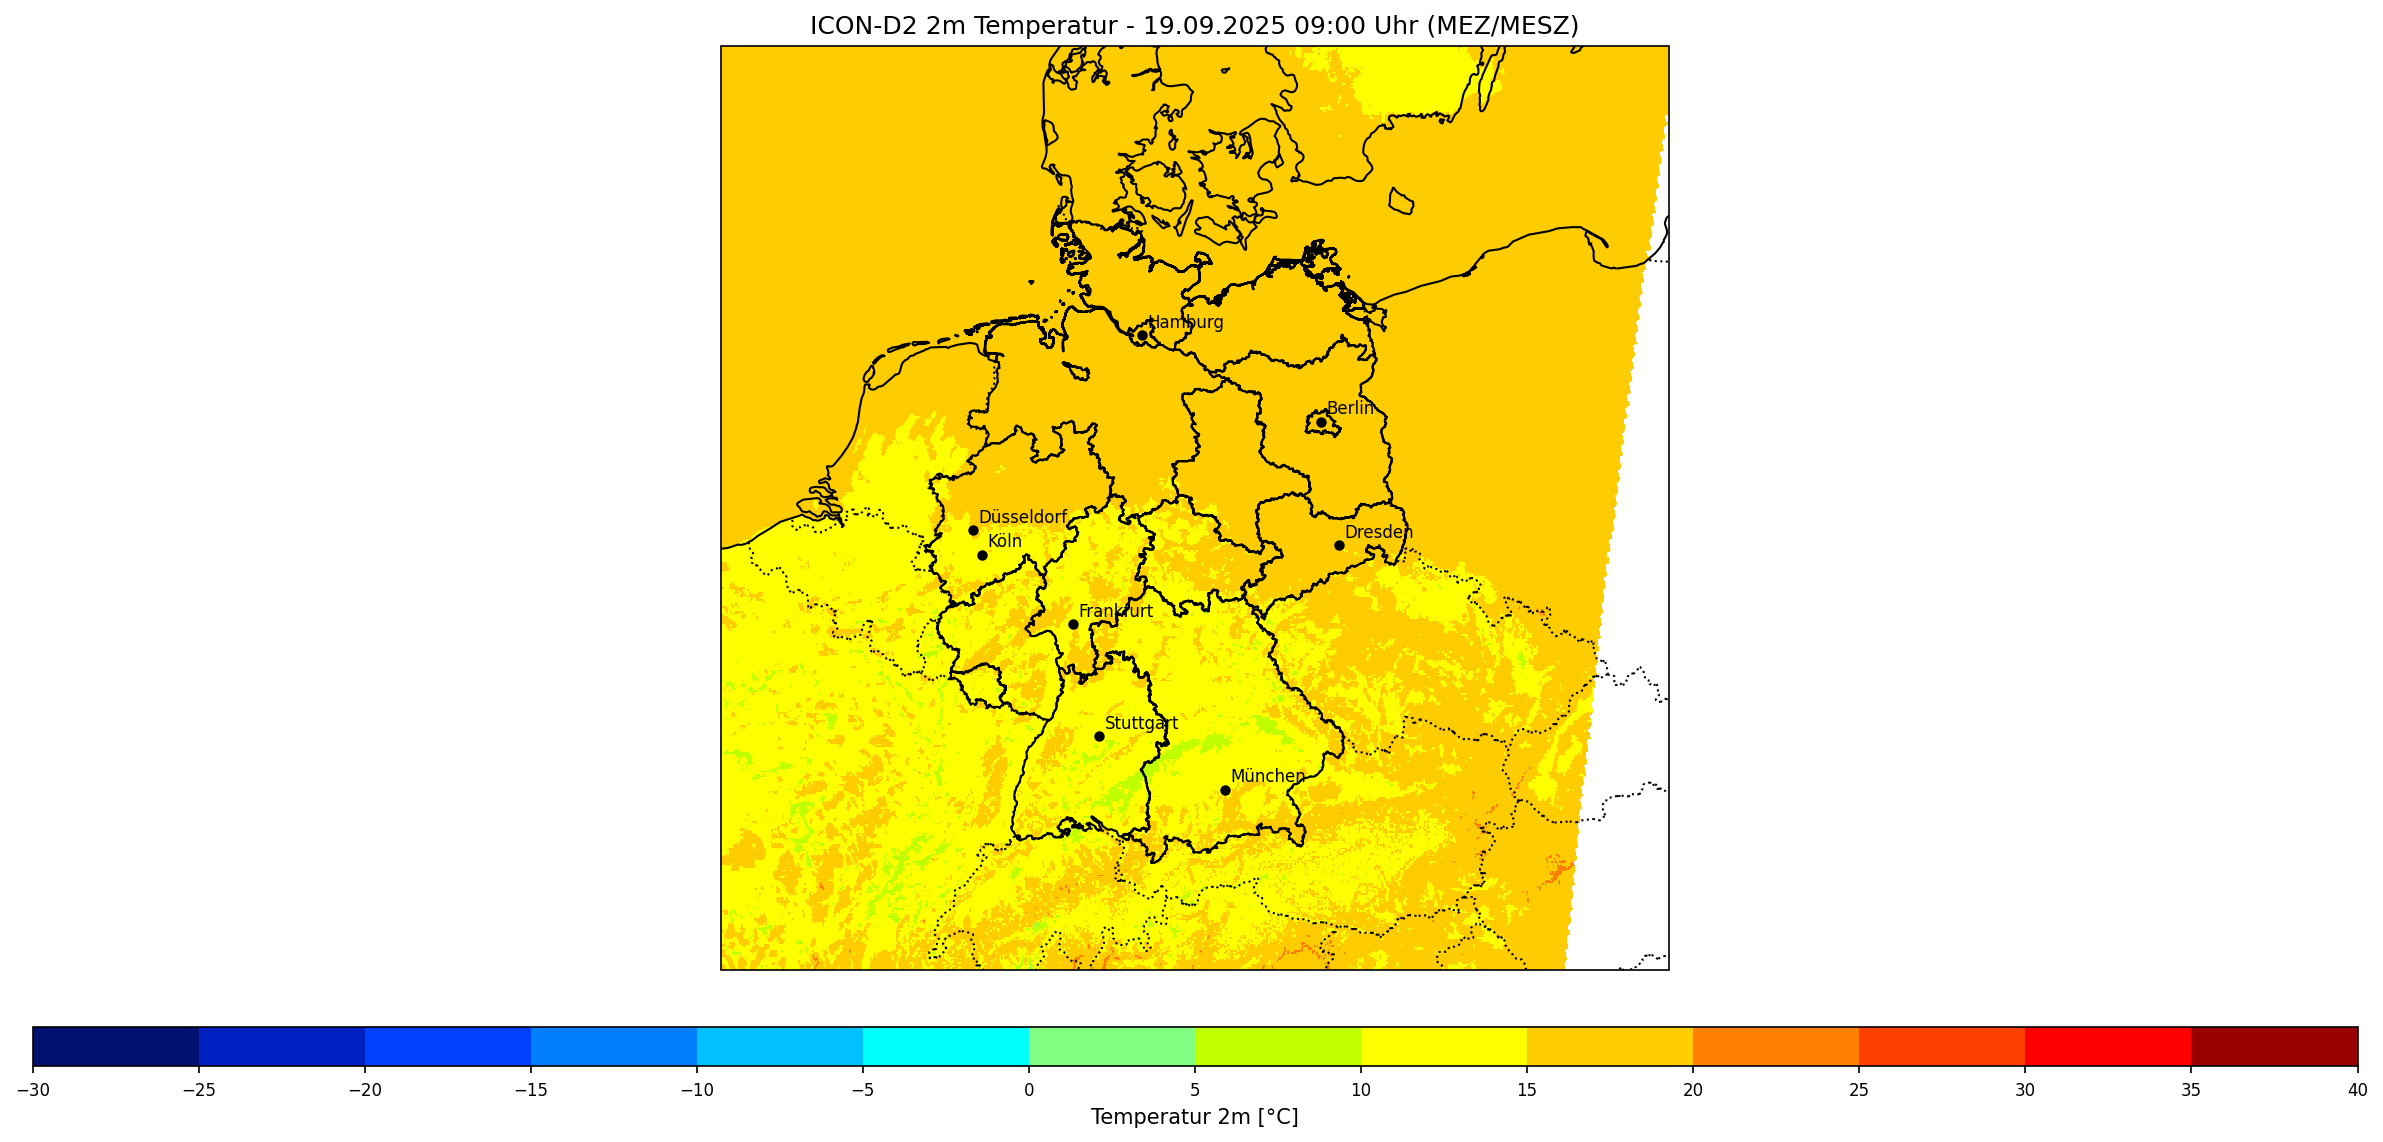 ICON-D2 2m Temperatur - 19.09.2025 09:00 Uhr (MEZ/MESZ)
Hamburg
Berlin
Düsseldorf
Dresden
Köln
Frankfurt
Stuttgart
München
−30 −25 −20 −15 −10 −5 0 5 10 15 20 25 30 35 40
Temperatur 2m [°C]